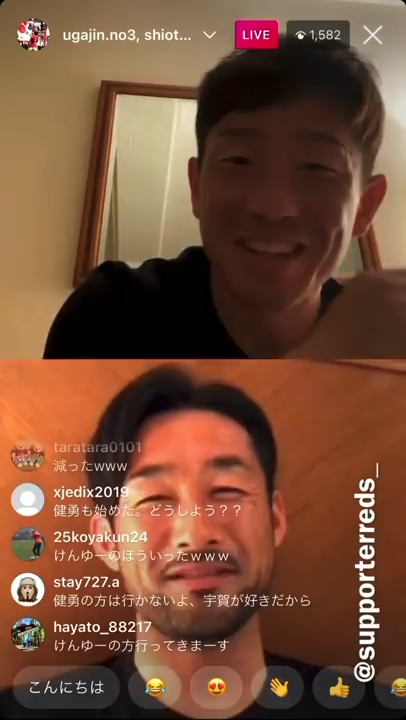 ugajin.no3, shiot...
LIVE
1,582
taratara0101
減ったwww
xjedix2019
健勇も始めた。どうしよう？？
25koyakun24
けんゆーのほういったｗｗｗ
stay727.a
健勇の方は行かないよ、宇賀が好きだから
hayato_88217
けんゆーの方行ってきまーす
こんにちは
@supporterreds_